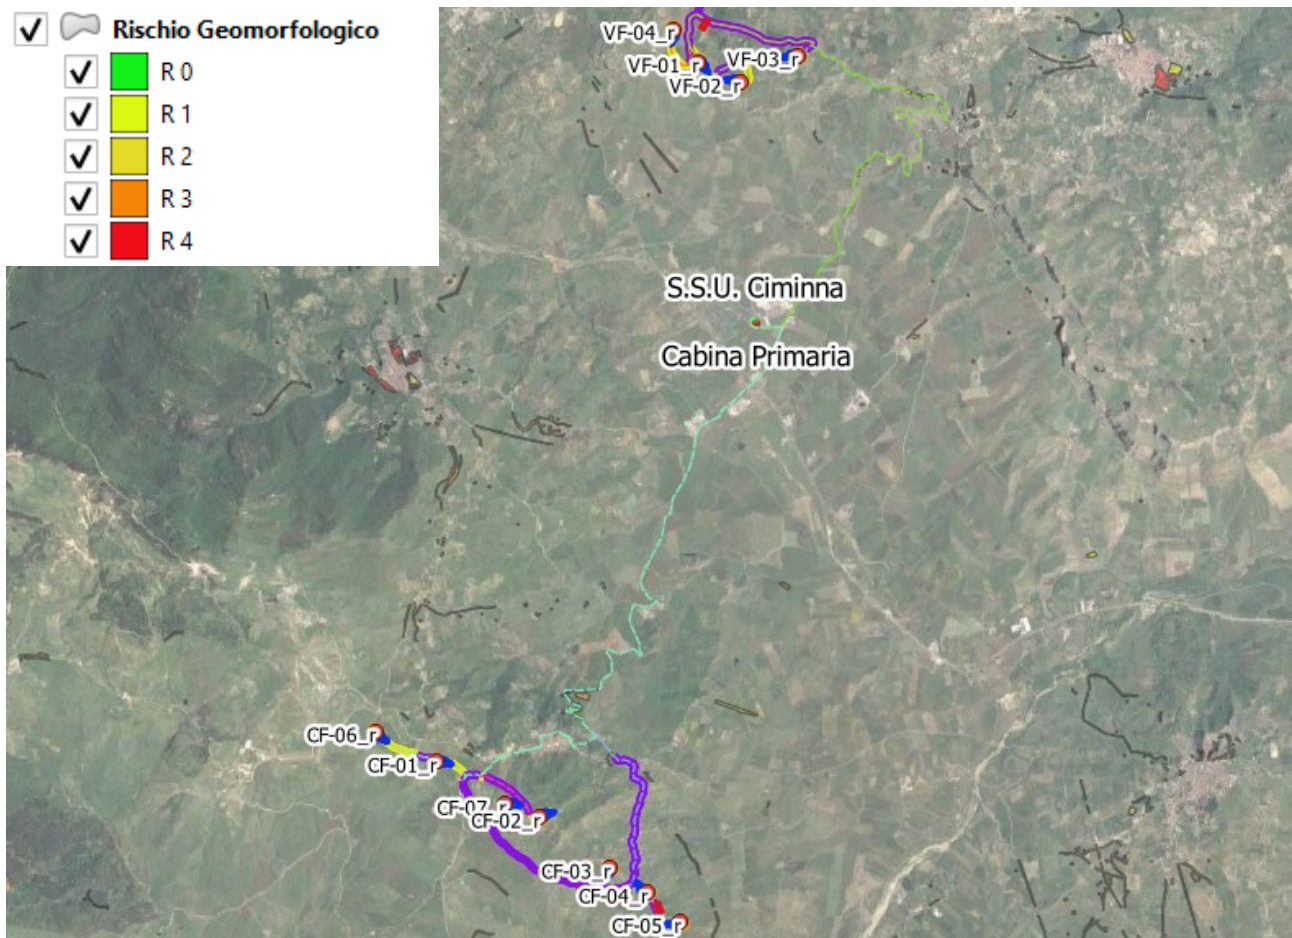 Rischio Geomorfologico
R 0
R 1
R 2
R 3
R 4
VF-04_r
VF-01_r
VF-03_r
VF-02_r
S.S.U. Ciminna
Cabina Primaria
CF-06_r
CF-01_r
CF-07_r
CF-02_r
CF-03_r
CF-04_r
CF-05_r